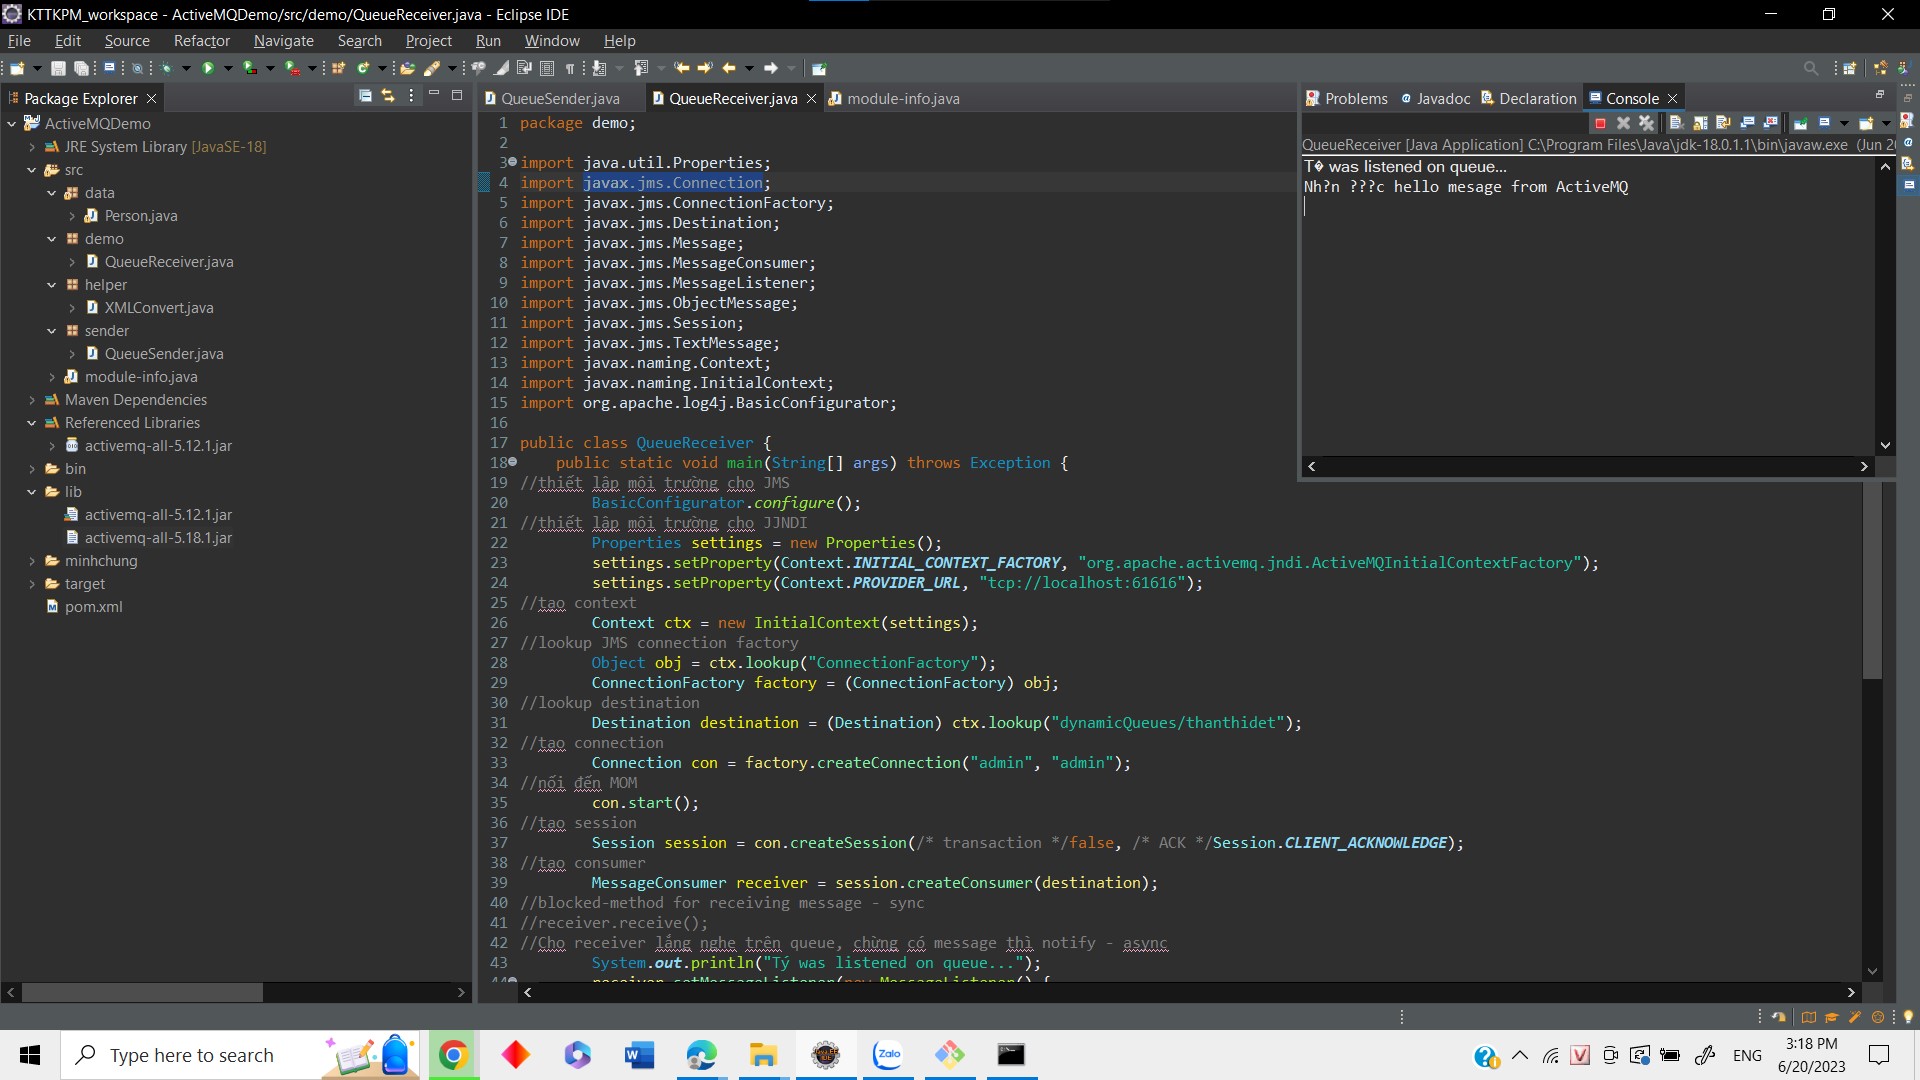 KTTKPM_workspace - ActiveMQDemo/src/demo/QueueReceiver.java - Eclipse IDE
File Edit Source Refactor Navigate Search Project Run Window Help
Package Explorer
ActiveMQDemo
JRE System Library [JavaSE-18]
src
data
Person.java
demo
QueueReceiver.java
helper
XMLConvert.java
sender
QueueSender.java
module-info.java
Maven Dependencies
Referenced Libraries
activemq-all-5.12.1.jar
bin
lib
activemq-all-5.12.1.jar
activemq-all-5.18.1.jar
minhchung
target
pom.xml
QueueSender.java QueueReceiver.java module-info.java
1 package demo;
2
3 import java.util.Properties;
4 import javax.jms.Connection;
5 import javax.jms.ConnectionFactory;
6 import javax.jms.Destination;
7 import javax.jms.Message;
8 import javax.jms.MessageConsumer;
9 import javax.jms.MessageListener;
10 import javax.jms.ObjectMessage;
11 import javax.jms.Session;
12 import javax.jms.TextMessage;
13 import javax.naming.Context;
14 import javax.naming.InitialContext;
15 import org.apache.log4j.BasicConfigurator;
16
17 public class QueueReceiver {
18 public static void main(String[] args) throws Exception {
19 //thiết lập môi trường cho JMS
20 BasicConfigurator.configure();
21 //thiết lập môi trường cho JJNDI
22 Properties settings = new Properties();
23 settings.setProperty(Context.INITIAL_CONTEXT_FACTORY, "org.apache.activemq.jndi.ActiveMQInitialContextFactory");
24 settings.setProperty(Context.PROVIDER_URL, "tcp://localhost:61616");
25 //tạo context
26 Context ctx = new InitialContext(settings);
27 //lookup JMS connection factory
28 Object obj = ctx.lookup("ConnectionFactory");
29 ConnectionFactory factory = (ConnectionFactory) obj;
30 //lookup destination
31 Destination destination = (Destination) ctx.lookup("dynamicQueues/thanthidet");
32 //tạo connection
33 Connection con = factory.createConnection("admin", "admin");
34 //nối đến MOM
35 con.start();
36 //tạo session
37 Session session = con.createSession(/* transaction */false, /* ACK */Session.CLIENT_ACKNOWLEDGE);
38 //tạo consumer
39 MessageConsumer receiver = session.createConsumer(destination);
40 //blocked-method for receiving message - sync
41 //receiver.receive();
42 //Cho receiver lắng nghe trên queue, chừng có message thì notify - async
43 System.out.println("Tý was listened on queue...");
44 receiver.setMessageListener(new MessageListener() {
Problems Javadoc Declaration Console
QueueReceiver [Java Application] C:\Program Files\Java\jdk-18.0.1.1\bin\javaw.exe (Jun 20
T� was listened on queue...
Nh?n ???c hello mesage from ActiveMQ
Type here to search
ENG
3:18 PM
6/20/2023